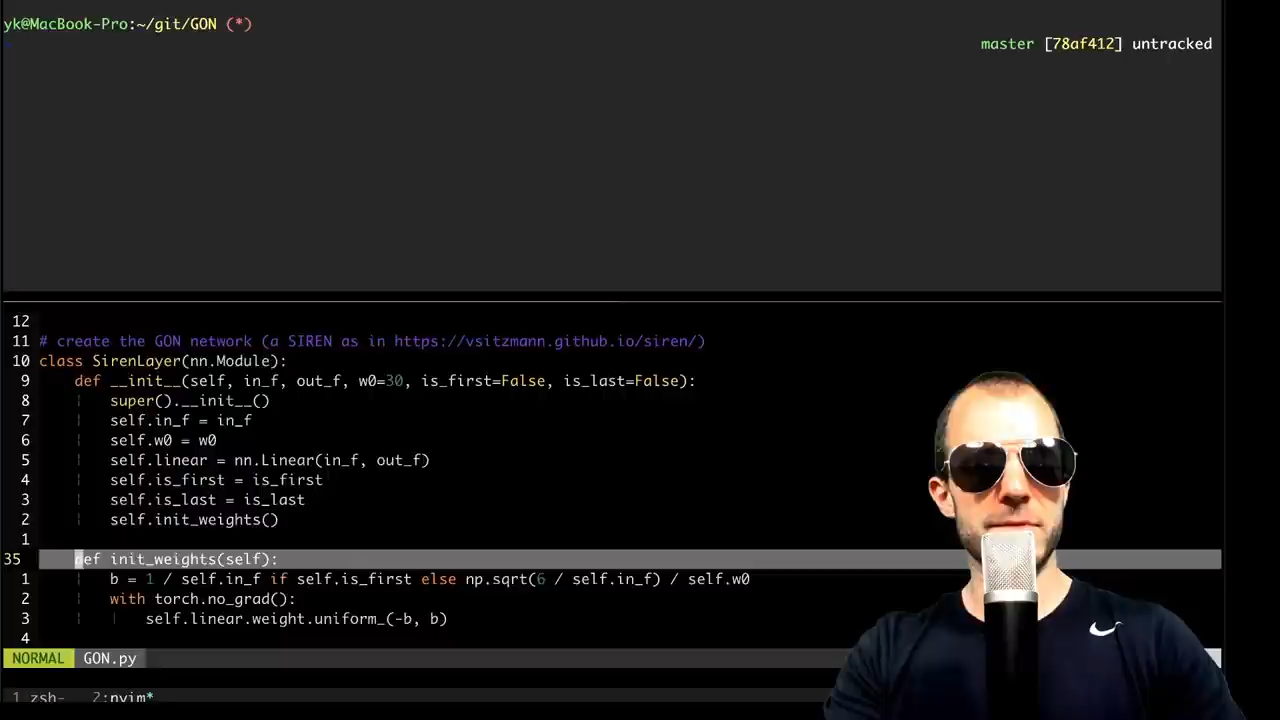 yk@MacBook-Pro:~/git/GON (*)
master [78af412] untracked
12
11 # create the GON network (a SIREN as in https://vsitzmann.github.io/siren/)
10 class SirenLayer(nn.Module):
9 def __init__(self, in_f, out_f, w0=30, is_first=False, is_last=False):
8 super().__init__()
7 self.in_f = in_f
6 self.w0 = w0
5 self.linear = nn.Linear(in_f, out_f)
4 self.is_first = is_first
3 self.is_last = is_last
2 self.init_weights()
1
35 def init_weights(self):
1 b = 1 / self.in_f if self.is_first else np.sqrt(6 / self.in_f) / self.w0
2 with torch.no_grad():
3 self.linear.weight.uniform_(-b, b)
4
NORMAL GON.py
1 zsh- 2:nvim*